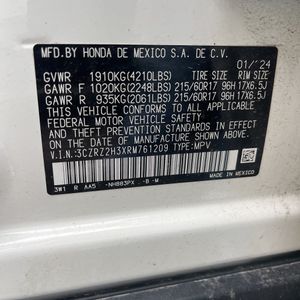 MFD. BY HONDA DE MEXICO S.A. DE C.V.
01/'24
GVWR 1910KG(4210LBS) TIRE SIZE RIM SIZE
GAWR F 1020KG(2248LBS) 215/60R17 96H 17X6.5J
GAWR R 935KG(2061LBS) 215/60R17 96H 17X6.5J
THIS VEHICLE CONFORMS TO ALL APPLICABLE
FEDERAL MOTOR VEHICLE SAFETY AND
THEFT PREVENTION STANDARDS IN EFFECT ON
THE DATE OF MANUFACTURE SHOWN ABOVE.
V.I.N.:3CZRZ2H3XRM761209 TYPE:MPV
3W1 R AA5 -NH883PX -B -M